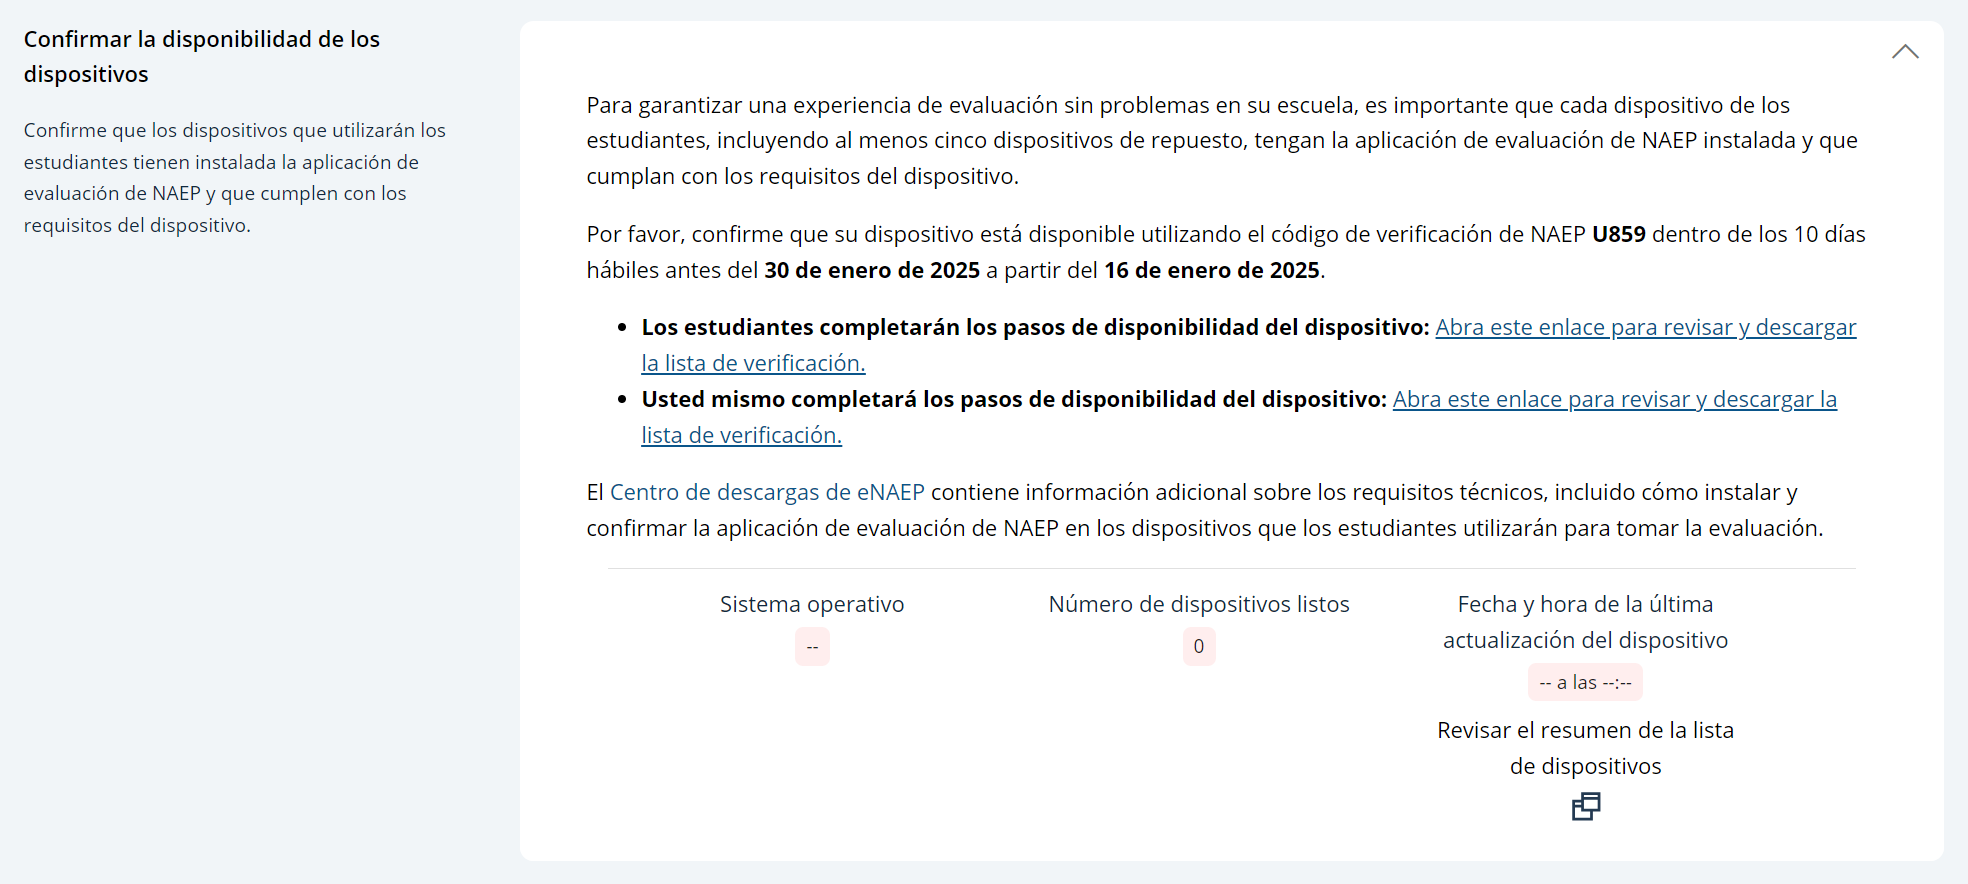 Confirmar la disponibilidad de los
dispositivos
Confirme que los dispositivos que utilizarán los
estudiantes tienen instalada la aplicación de
evaluación de NAEP y que cumplen con los
requisitos del dispositivo.
Para garantizar una experiencia de evaluación sin problemas en su escuela, es importante que cada dispositivo de los
estudiantes, incluyendo al menos cinco dispositivos de repuesto, tengan la aplicación de evaluación de NAEP instalada y que
cumplan con los requisitos del dispositivo.
Por favor, confirme que su dispositivo está disponible utilizando el código de verificación de NAEP U859 dentro de los 10 días
hábiles antes del 30 de enero de 2025 a partir del 16 de enero de 2025.
• Los estudiantes completarán los pasos de disponibilidad del dispositivo: Abra este enlace para revisar y descargar
la lista de verificación.
• Usted mismo completará los pasos de disponibilidad del dispositivo: Abra este enlace para revisar y descargar la
lista de verificación.
El Centro de descargas de eNAEP contiene información adicional sobre los requisitos técnicos, incluido cómo instalar y
confirmar la aplicación de evaluación de NAEP en los dispositivos que los estudiantes utilizarán para tomar la evaluación.
Sistema operativo
--
Número de dispositivos listos
0
Fecha y hora de la última
actualización del dispositivo
-- a las --:--
Revisar el resumen de la lista
de dispositivos